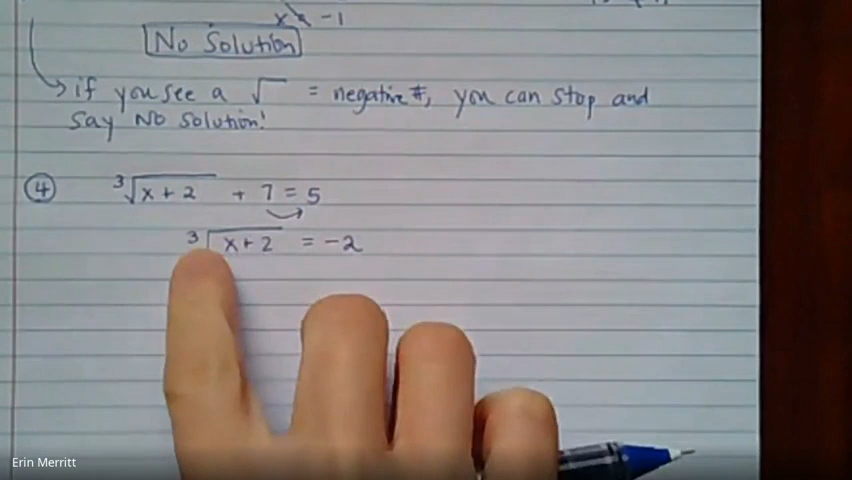 x = -1
No Solution
if you see a √ = negative #, you can stop and
say No solution!
④ ³√x+2 + 7 = 5
³√x+2 = -2
Erin Merritt